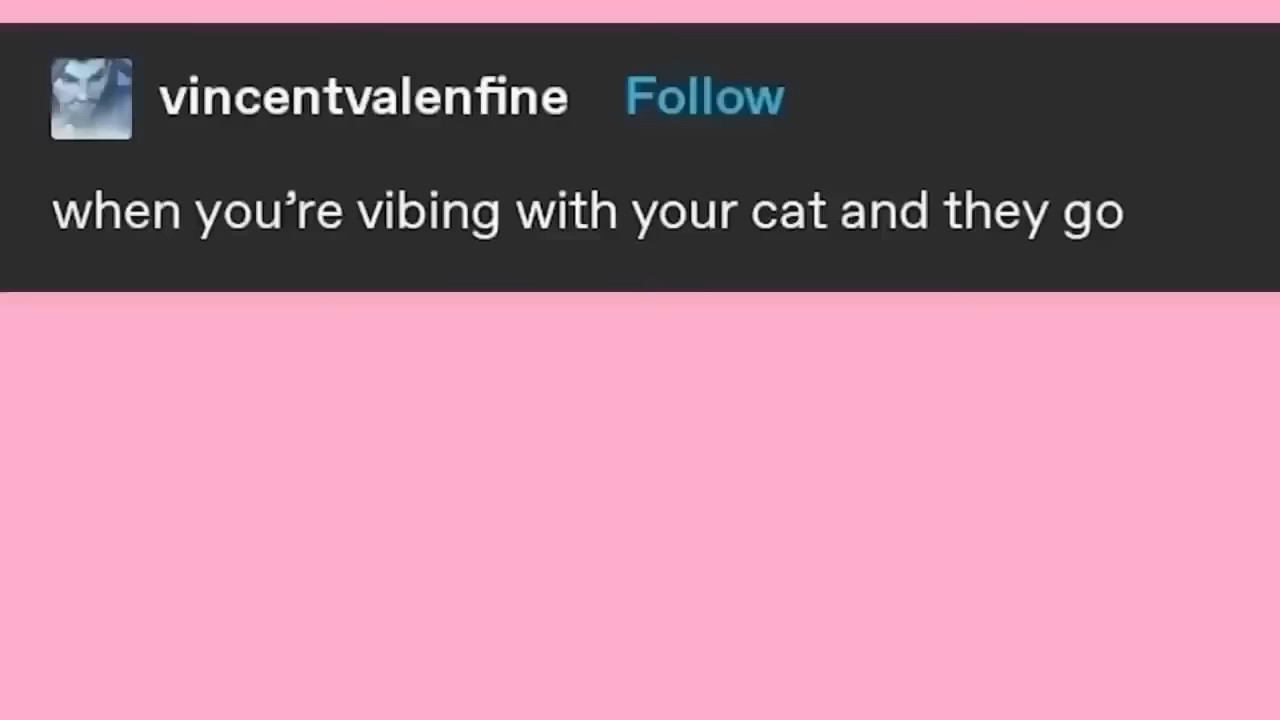 vincentvalenfine Follow
when you’re vibing with your cat and they go